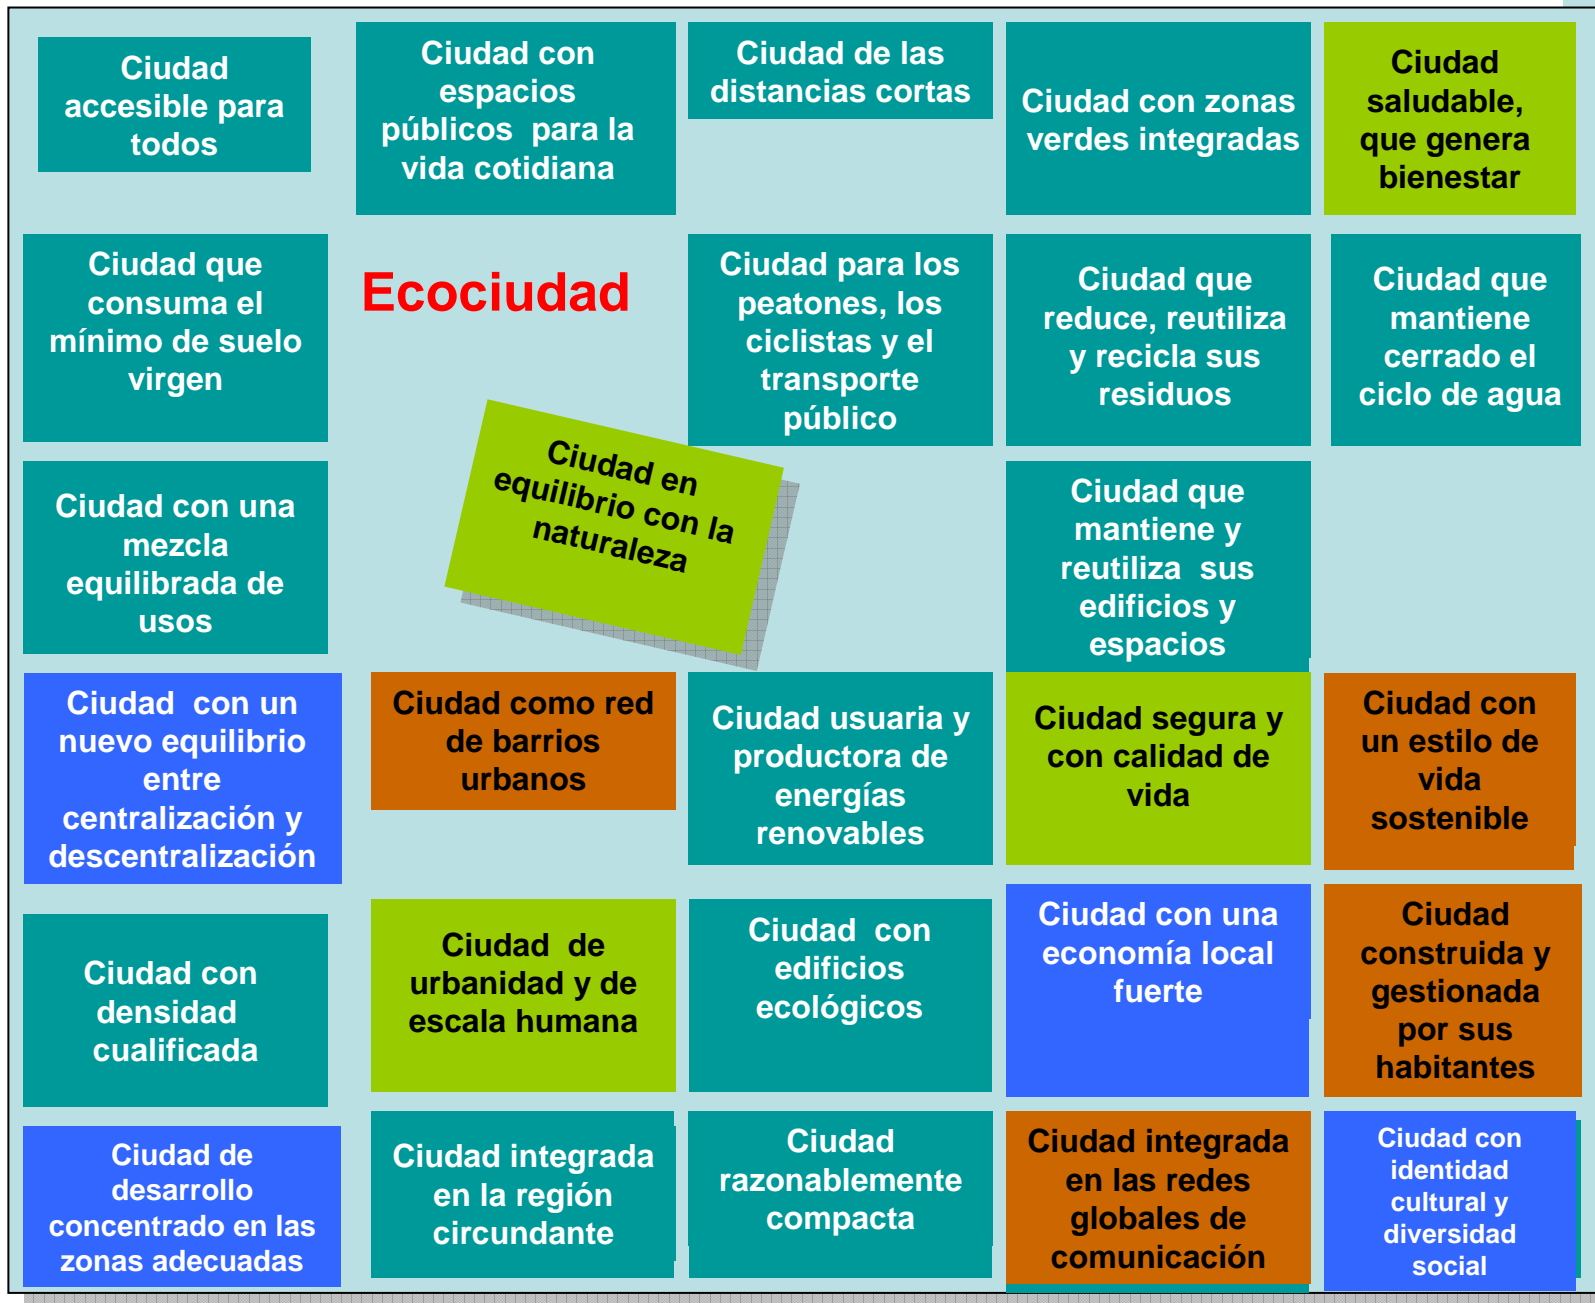 Ciudad
accesible para
todos
Ciudad con
espacios
públicos para la
vida cotidiana
Ciudad de las
distancias cortas
Ciudad con zonas
verdes integradas
Ciudad
saludable,
que genera
bienestar
Ciudad que
consuma el
mínimo de suelo
virgen
Ecociudad
Ciudad para los
peatones, los
ciclistas y el
transporte
público
Ciudad que
reduce, reutiliza
y recicla sus
residuos
Ciudad que
mantiene
cerrado el
ciclo de agua
Ciudad con una
mezcla
equilibrada de
usos
Ciudad en
equilibrio con la
naturaleza
Ciudad que
mantiene y
reutiliza sus
edificios y
espacios
Ciudad con un
nuevo equilibrio
entre
centralización y
descentralización
Ciudad como red
de barrios
urbanos
Ciudad usuaria y
productora de
energías
renovables
Ciudad segura y
con calidad de
vida
Ciudad con
un estilo de
vida
sostenible
Ciudad con
densidad
cualificada
Ciudad de
urbanidad y de
escala humana
Ciudad con
edificios
ecológicos
Ciudad con una
economía local
fuerte
Ciudad
construida y
gestionada
por sus
habitantes
Ciudad de
desarrollo
concentrado en las
zonas adecuadas
Ciudad integrada
en la región
circundante
Ciudad
razonablemente
compacta
Ciudad integrada
en las redes
globales de
comunicación
Ciudad con
identidad
cultural y
diversidad
social